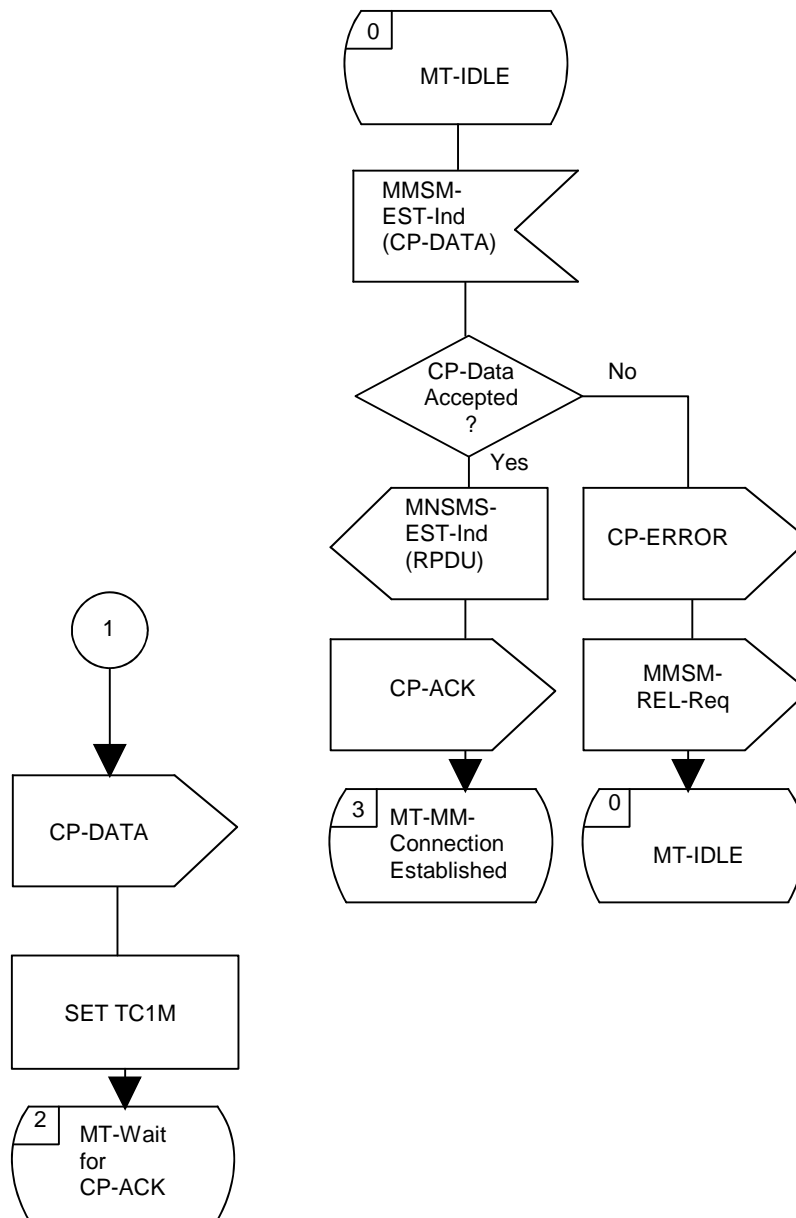 0
MT-IDLE
MMSM-
EST-Ind
(CP-DATA)
CP-Data
Accepted
?
No
Yes
MNSMS-
EST-Ind
(RPDU)
CP-ERROR
1
CP-ACK
MMSM-
REL-Req
CP-DATA
3
MT-MM-
Connection
Established
0
MT-IDLE
SET TC1M
2
MT-Wait
for
CP-ACK